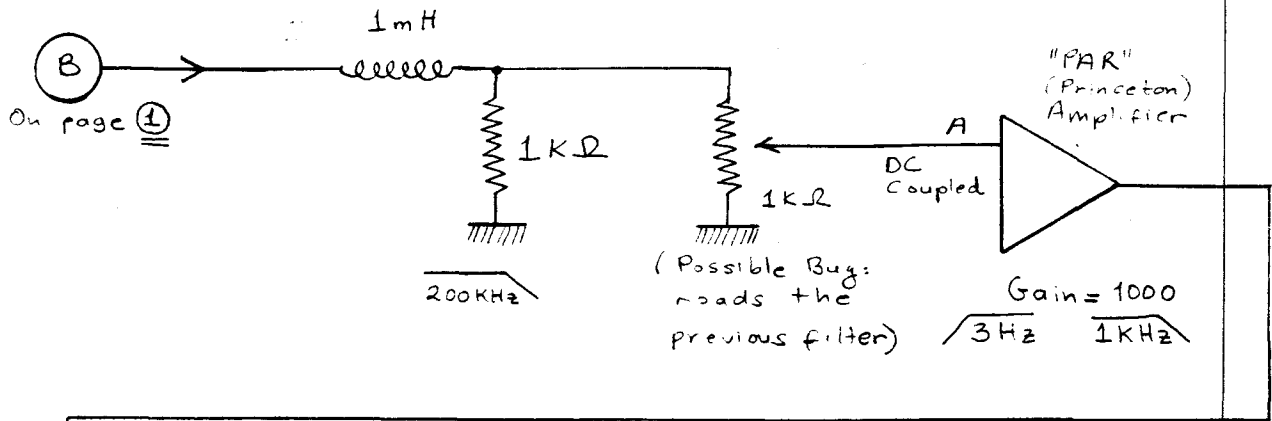 1mH
B
On page 1
1KΩ
200KHz
1KΩ
(Possible Bug:
loads the
previous filter)
A
DC
Coupled
"PAR"
(Princeton)
Amplifier
Gain = 1000
3Hz 1KHz